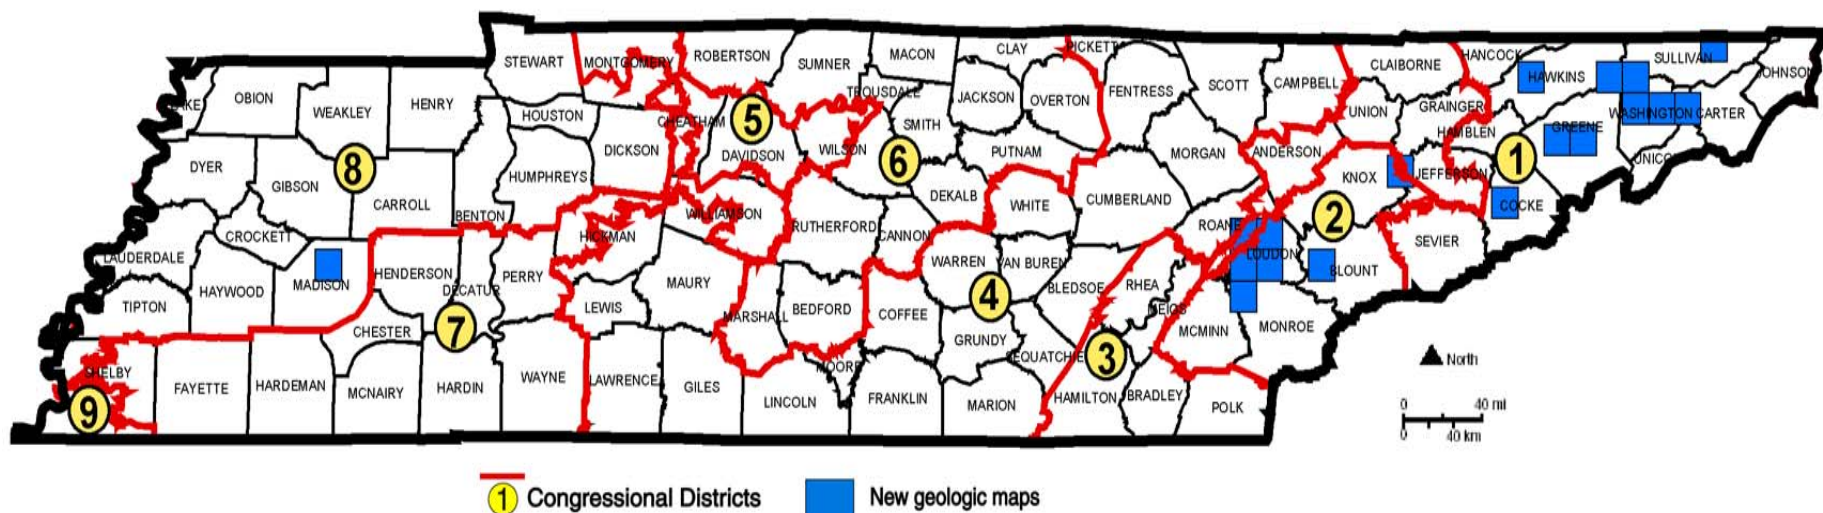 STEWART
MONTGOMERY
ROBERTSON
SUMNER
MACON
CLAY
PICKETT
OVERTON
FENTRESS
SCOTT
CAMPBELL
CLAIBORNE
HANCOCK
HAWKINS
SULLIVAN
JOHNSON
OBION
WEAKLEY
HENRY
HOUSTON
CHEATHAM
5
TROUSDALE
JACKSON
SMITH
UNION
GRAINGER
HAMBLEN
GREENE
WASHINGTON
CARTER
DYER
8
GIBSON
CARROLL
BENTON
HUMPHREYS
DICKSON
DAVIDSON
WILSON
6
PUTNAM
MORGAN
ANDERSON
KNOX
JEFFERSON
1
CROCKETT
LAUDERDALE
HICKMAN
WILLIAMSON
RUTHERFORD
CANNON
DEKALB
WHITE
CUMBERLAND
ROANE
2
SEVIER
COCKE
TIPTON
HAYWOOD
MADISON
HENDERSON
DECATUR
PERRY
LEWIS
MAURY
MARSHALL
BEDFORD
COFFEE
WARREN
VAN BUREN
BLEDSOE
RHEA
MEIGS
LOUDON
BLOUNT
7
CHESTER
4
GRUNDY
SEQUATCHIE
3
MCMINN
MONROE
SHELBY
9
FAYETTE
HARDEMAN
MCNAIRY
HARDIN
WAYNE
LAWRENCE
GILES
LINCOLN
MOORE
FRANKLIN
MARION
HAMILTON
BRADLEY
POLK
North
0 40 mi
0 40 km
1 Congressional Districts
New geologic maps